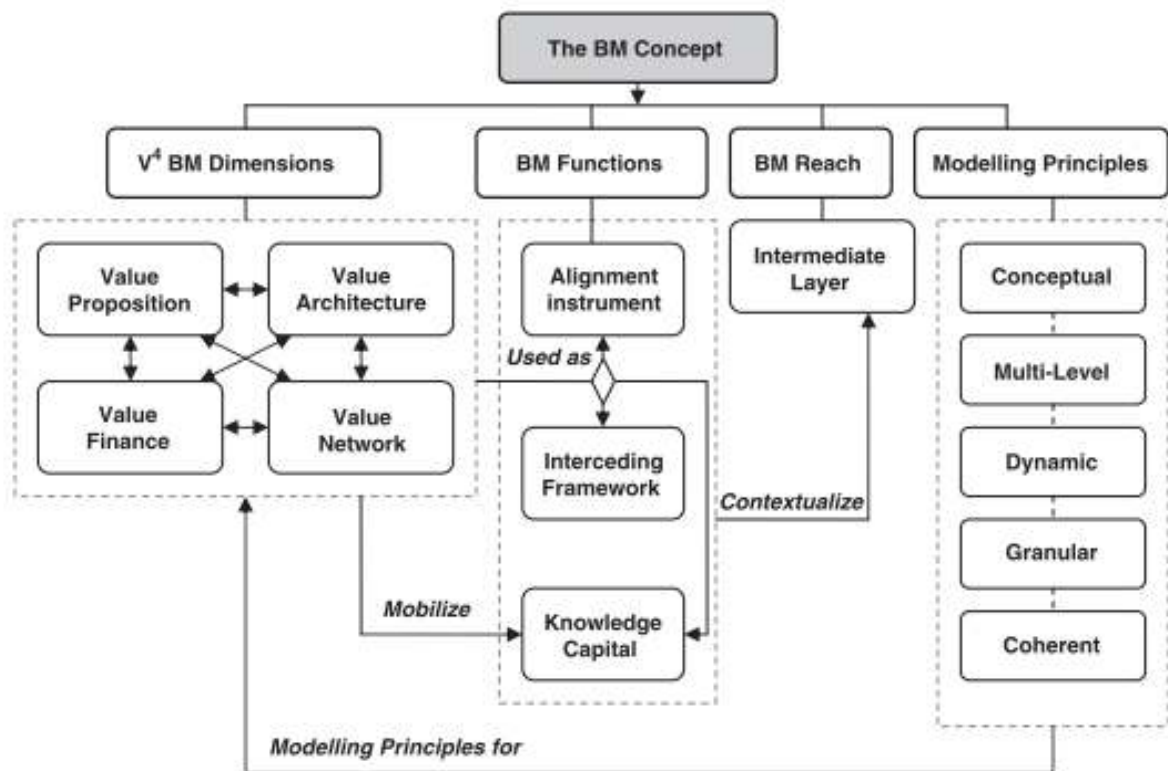 The BM Concept
V⁴ BM Dimensions
BM Functions
BM Reach
Modelling Principles
Value
Proposition
Value
Architecture
Value
Finance
Value
Network
Alignment
instrument
Used as
Interceding
Framework
Knowledge
Capital
Mobilize
Intermediate
Layer
Contextualize
Conceptual
Multi-Level
Dynamic
Granular
Coherent
Modelling Principles for